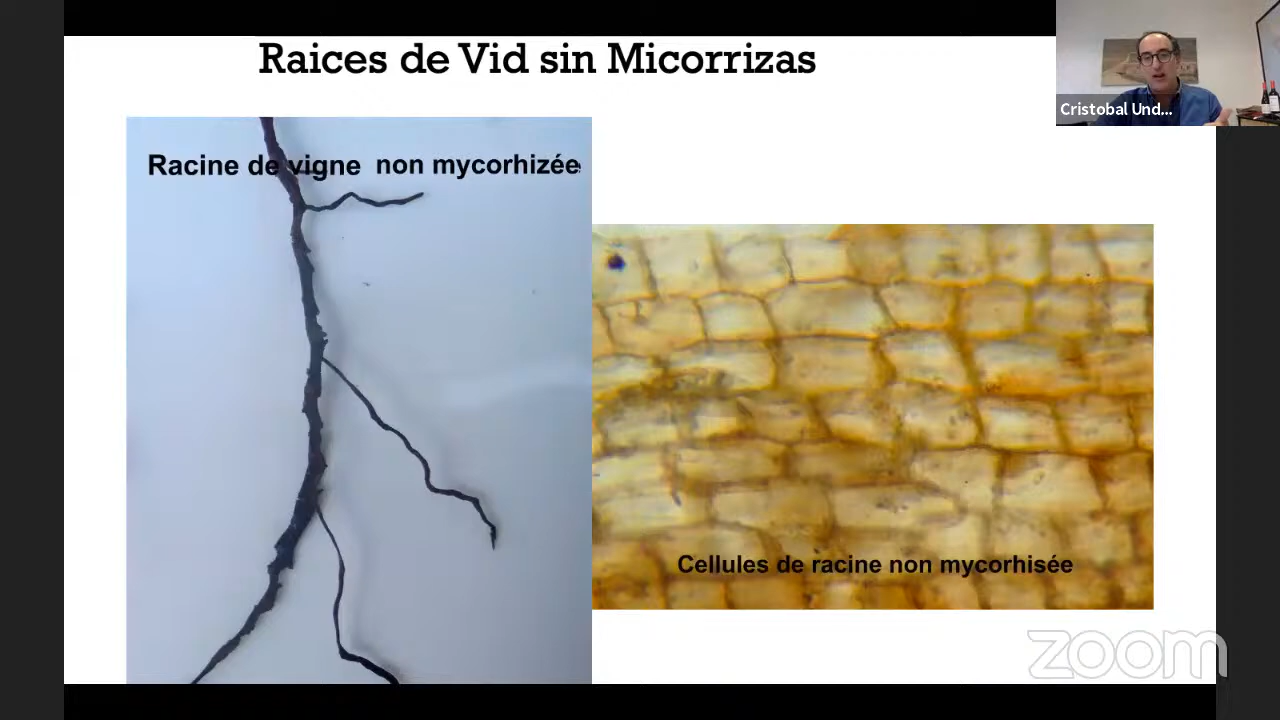 Raices de Vid sin Micorrizas
Cristobal Und...
Racine de vigne non mycorhizée
Cellules de racine non mycorhisée
zoom